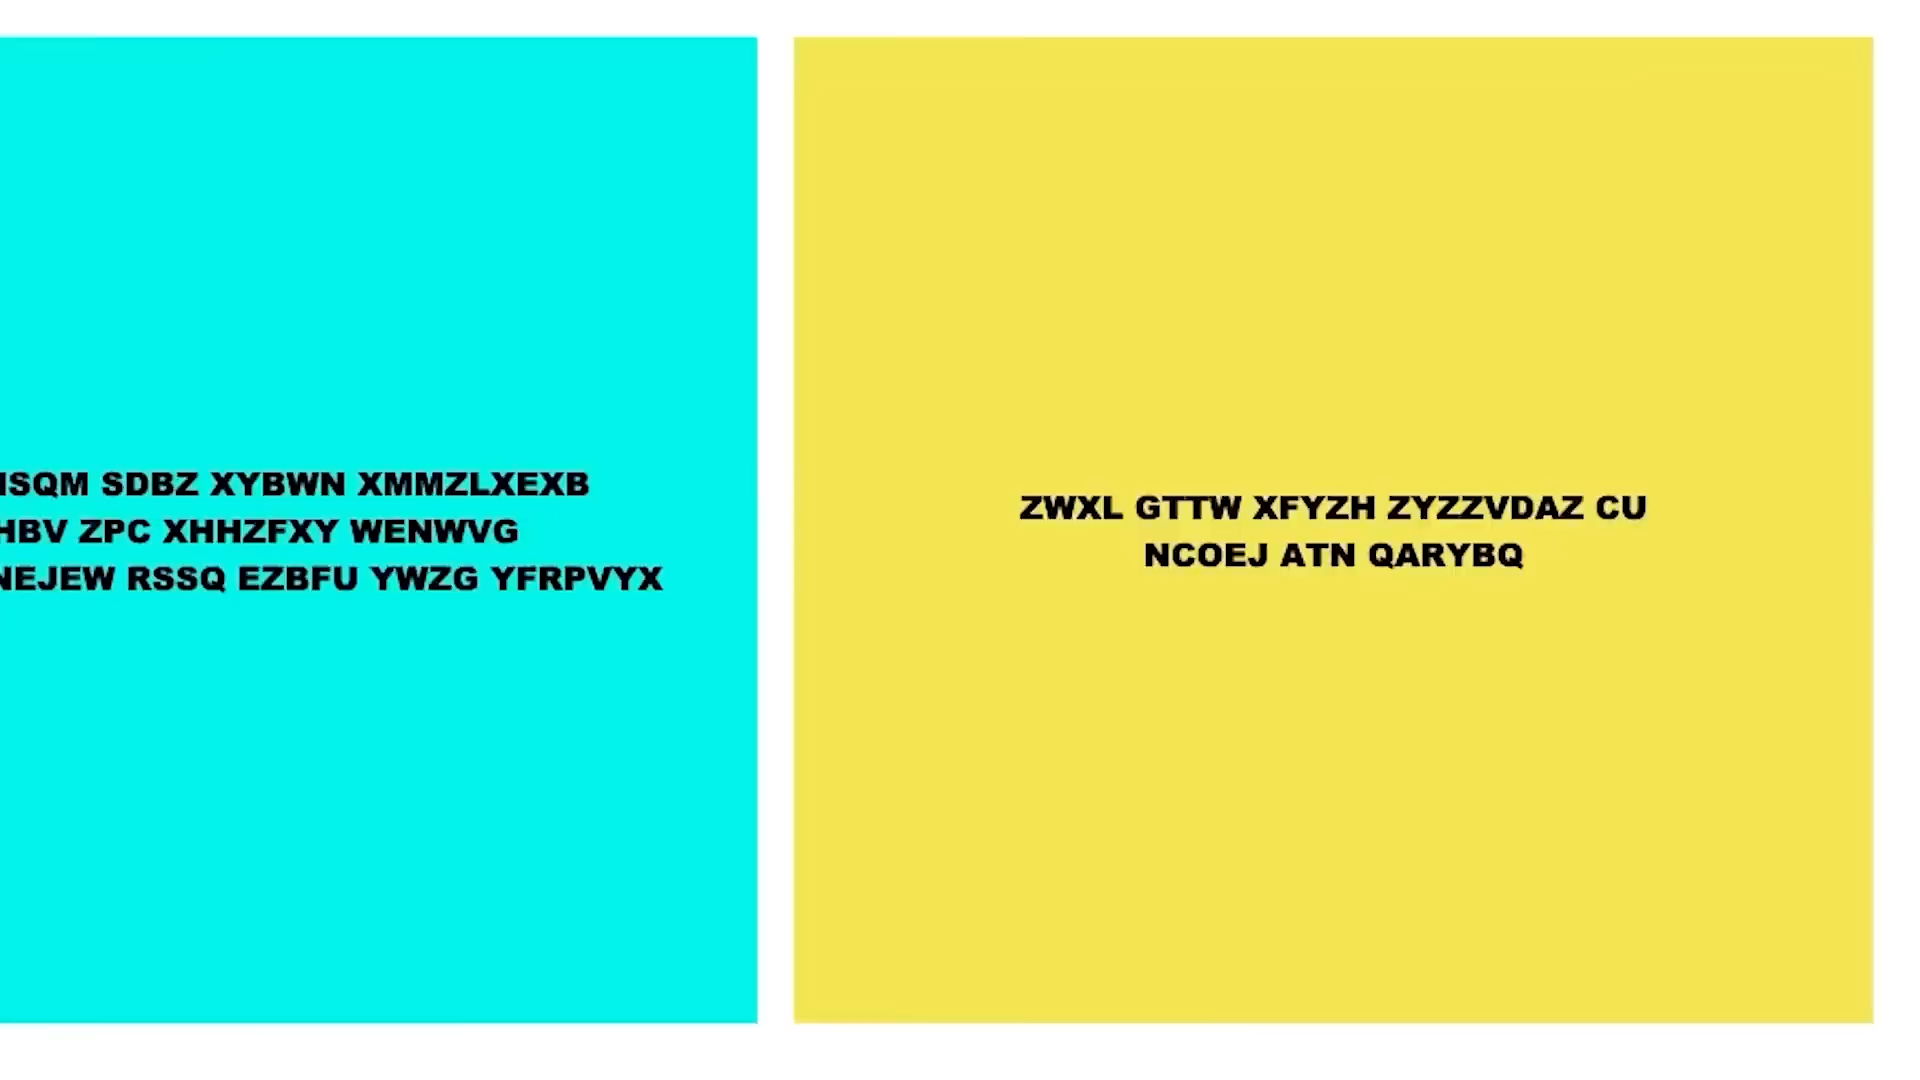 SDBZ XYBWN XMMZLXEXB
ZPC XHHZFXY WENWVG
RSSQ EZBFU YWZG YFRPVYX
ZWXL GTTW XFYZH ZYZZVDAZ CU
NCOEJ ATN QARYBQ